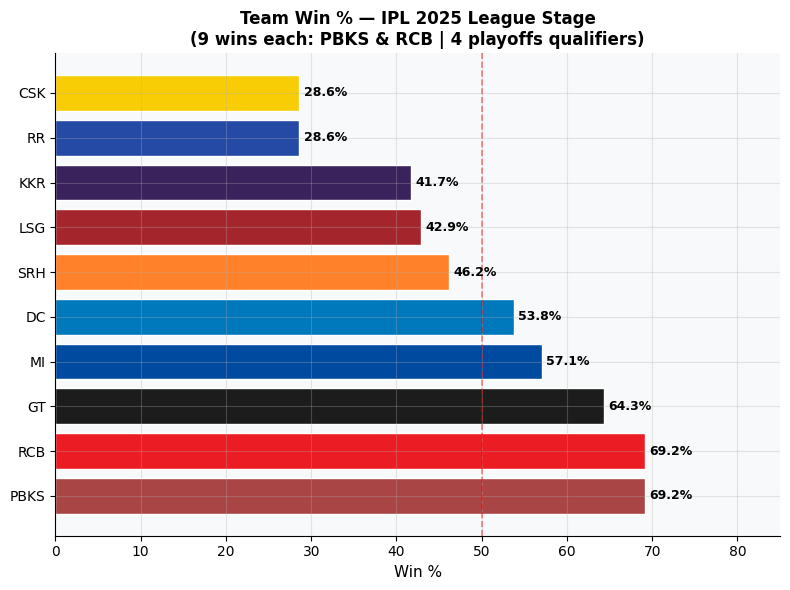 Team Win % — IPL 2025 League Stage
(9 wins each: PBKS & RCB | 4 playoffs qualifiers)
CSK 28.6%
RR 28.6%
KKR 41.7%
LSG 42.9%
SRH 46.2%
DC 53.8%
MI 57.1%
GT 64.3%
RCB 69.2%
PBKS 69.2%
0 10 20 30 40 50 60 70 80
Win %